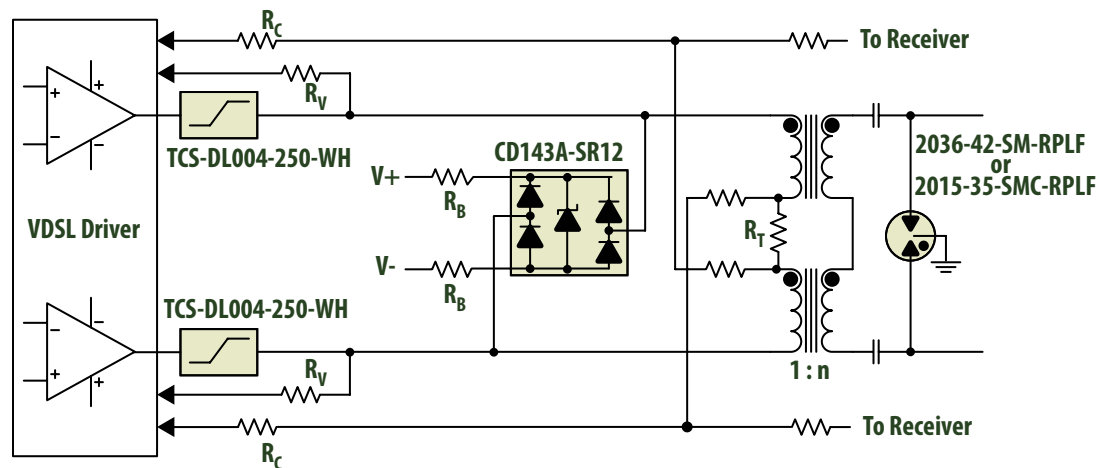 R_C
To Receiver
R_V
TCS-DL004-250-WH
CD143A-SR12
2036-42-SM-RPLF
or
2015-35-SMC-RPLF
V+
R_B
VDSL Driver
R_T
V-
R_B
TCS-DL004-250-WH
R_V
1 : n
To Receiver
R_C
+
−
+
−
−
+
−
+